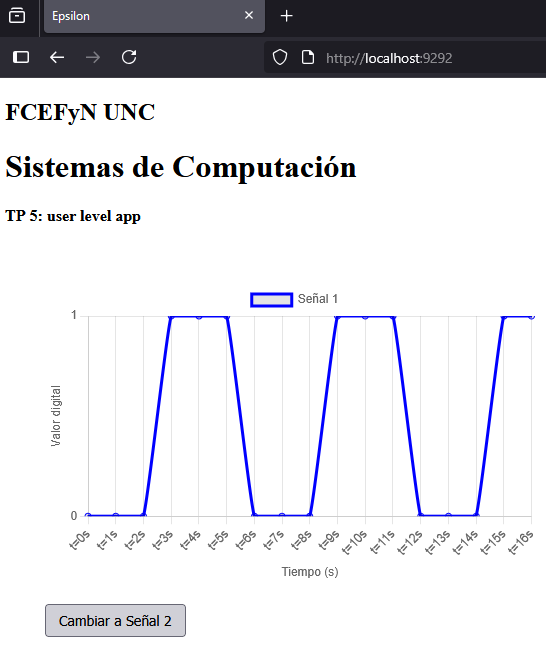 Epsilon
http://localhost:9292
FCEFyN UNC
Sistemas de Computación
TP 5: user level app
Señal 1
1
Valor digital
0
t=0s t=1s t=2s t=3s t=4s t=5s t=6s t=7s t=8s t=9s t=10s t=11s t=12s t=13s t=14s t=15s t=16s
Tiempo (s)
Cambiar a Señal 2